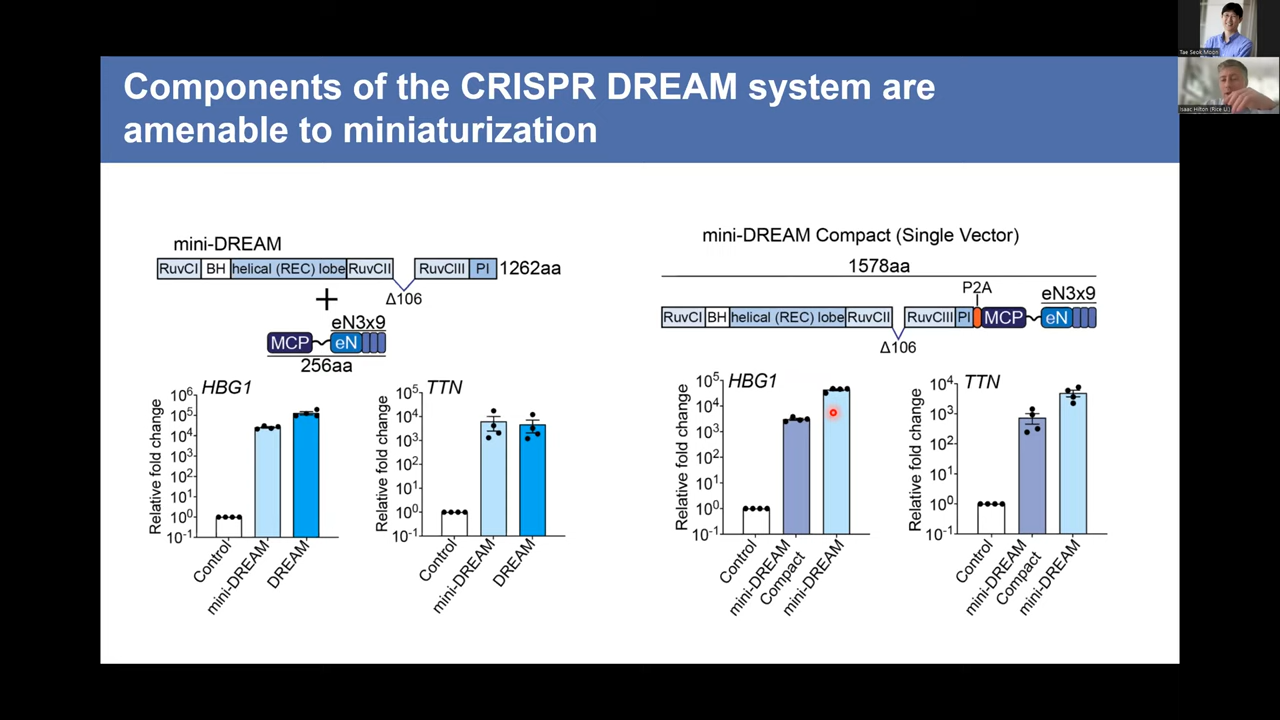 Components of the CRISPR DREAM system are
amenable to miniaturization
Tae Seok Moon
Isaac Hilton (Rice U.)
mini-DREAM
RuvCI BH helical (REC) lobe RuvCII RuvCIII PI 1262aa
+
Δ106
eN3x9
MCP eN
256aa
HBG1
Relative fold change
10^6
10^5
10^4
10^3
10^2
10^1
10^0
10^-1
Control
mini-DREAM
DREAM
TTN
Relative fold change
10^5
10^4
10^3
10^2
10^1
10^0
10^-1
Control
mini-DREAM
DREAM
mini-DREAM Compact (Single Vector)
1578aa
P2A
eN3x9
RuvCI BH helical (REC) lobe RuvCII RuvCIII PI MCP eN
Δ106
HBG1
Relative fold change
10^5
10^4
10^3
10^2
10^1
10^0
10^-1
Control
mini-DREAM
Compact
mini-DREAM
TTN
Relative fold change
10^4
10^3
10^2
10^1
10^0
10^-1
Control
mini-DREAM
Compact
mini-DREAM